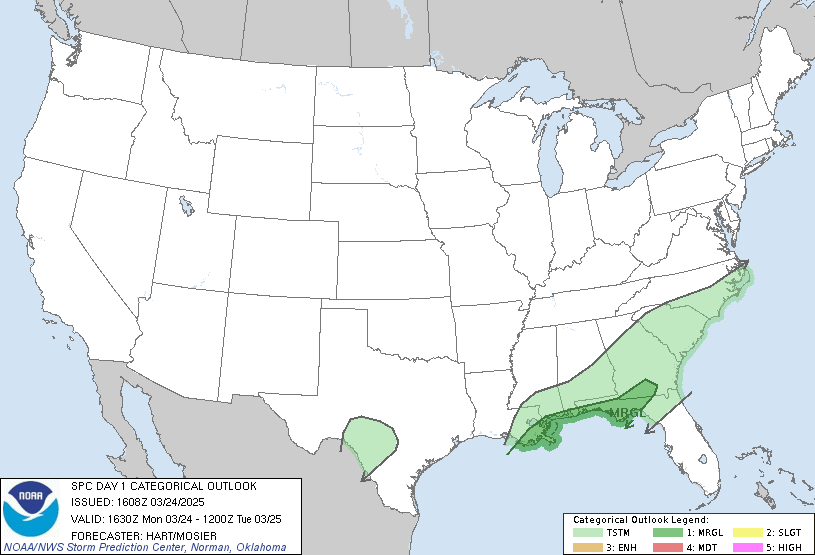 MRGL
NOAA
SPC DAY 1 CATEGORICAL OUTLOOK
ISSUED: 1608Z 03/24/2025
VALID: 1630Z Mon 03/24 - 1200Z Tue 03/25
FORECASTER: HART/MOSIER
NOAA/NWS Storm Prediction Center, Norman, Oklahoma
Categorical Outlook Legend:
TSTM 1: MRGL 2: SLGT
3: ENH 4: MDT 5: HIGH